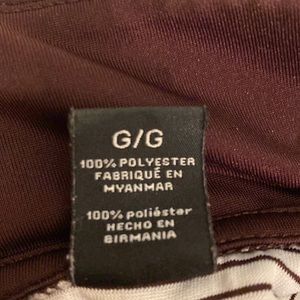 G/G
100% POLYESTER
FABRIQUÉ EN
MYANMAR
100% poliéster
HECHO EN
BIRMANIA